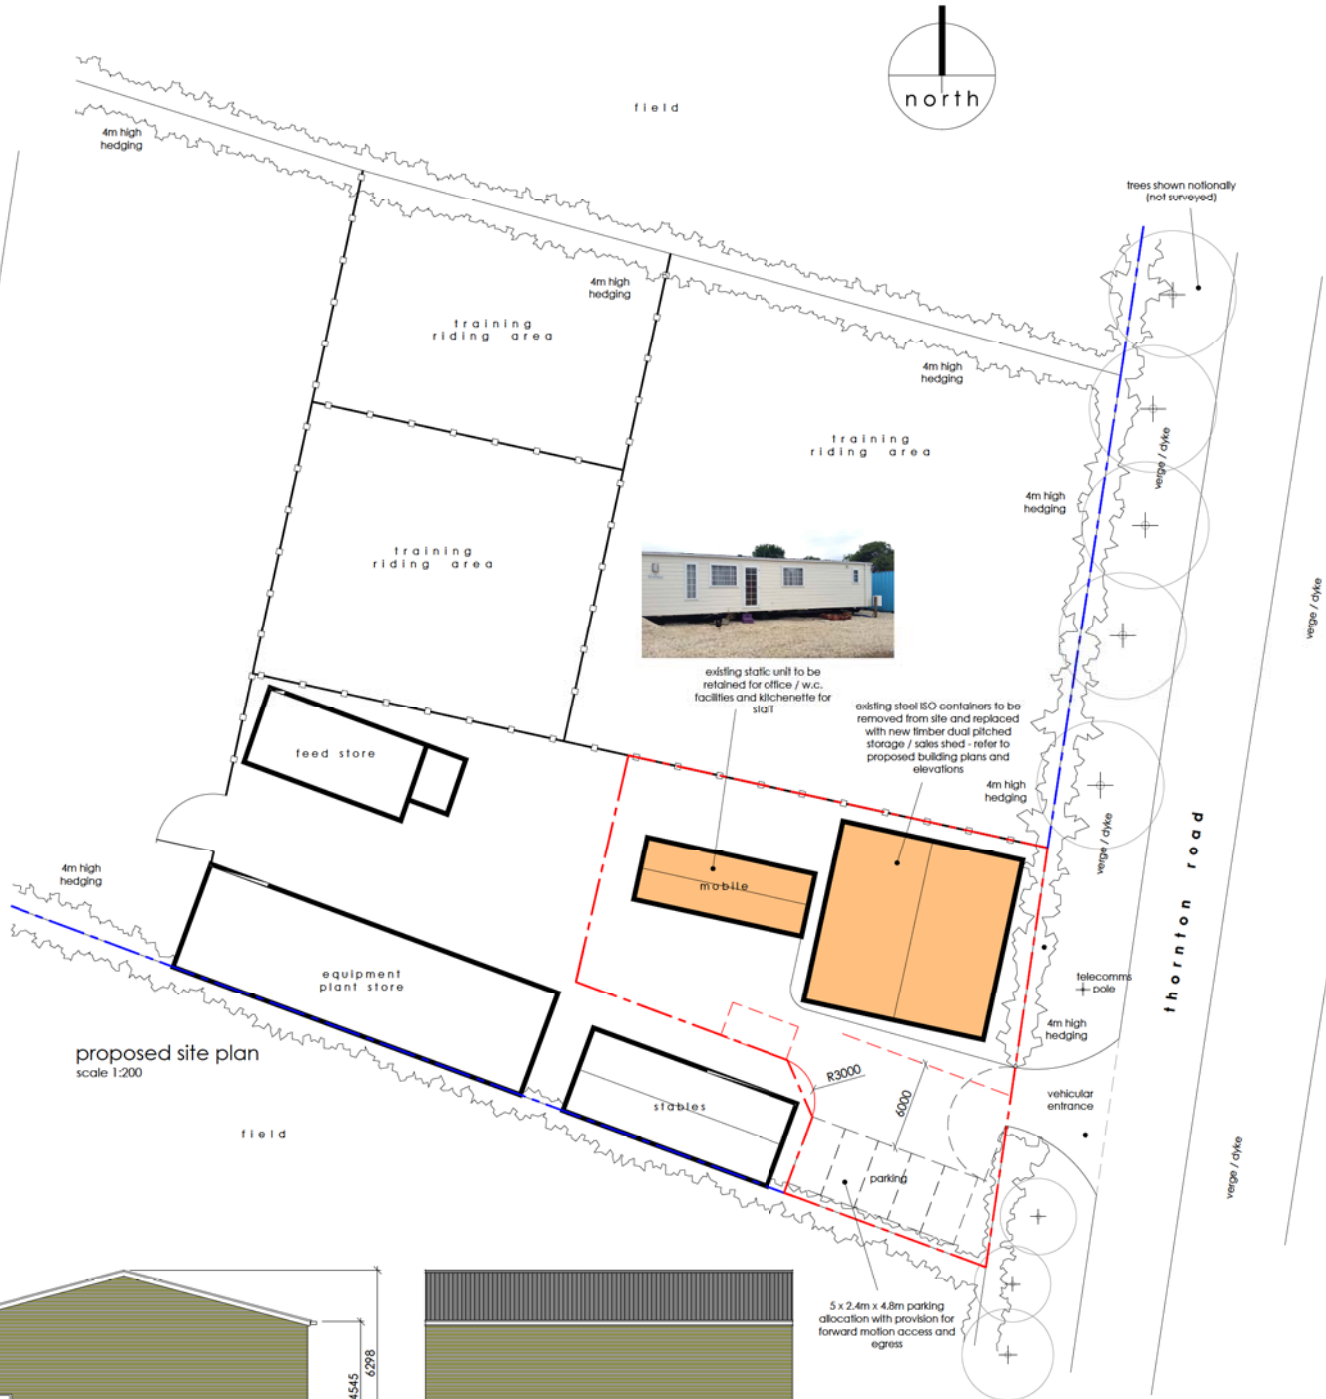 north
field
4m high
hedging
trees shown notionally
(not surveyed)
4m high
hedging
training
riding area
4m high
hedging
training
riding area
verge / dyke
4m high
hedging
training
riding area
verge / dyke
existing static unit to be
retained for office / w.c.
facilities and kitchenette for
staff
existing steel ISO containers to be
removed from site and replaced
with new timber dual pitched
storage / sales shed - refer to
proposed building plans and
elevations
feed store
4m high
hedging
verge / dyke
thornton road
4m high
hedging
mobile
equipment
plant store
telecomms
pole
4m high
hedging
proposed site plan
scale 1:200
R3000
6000
vehicular
entrance
stables
field
verge / dyke
parking
5 x 2.4m x 4.8m parking
allocation with provision for
forward motion access and
egress
6298
4545